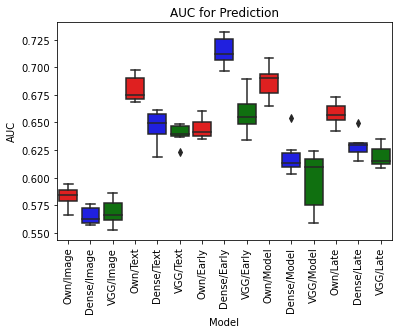 AUC for Prediction
AUC
0.725
0.700
0.675
0.650
0.625
0.600
0.575
0.550
Own/Image
Dense/Image
VGG/Image
Own/Text
Dense/Text
VGG/Text
Own/Early
Dense/Early
VGG/Early
Own/Model
Dense/Model
VGG/Model
Own/Late
Dense/Late
VGG/Late
Model